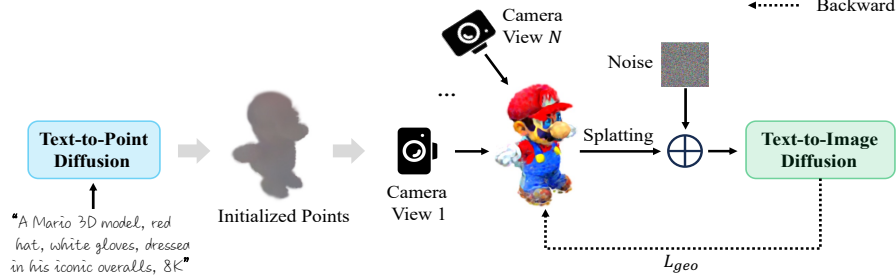 Backward
Camera
View N
Noise
...
Text-to-Point
Diffusion
Splatting
Text-to-Image
Diffusion
Camera
View 1
Initialized Points
"A Mario 3D model, red
hat, white gloves, dressed
in his iconic overalls, 8K"
L_geo